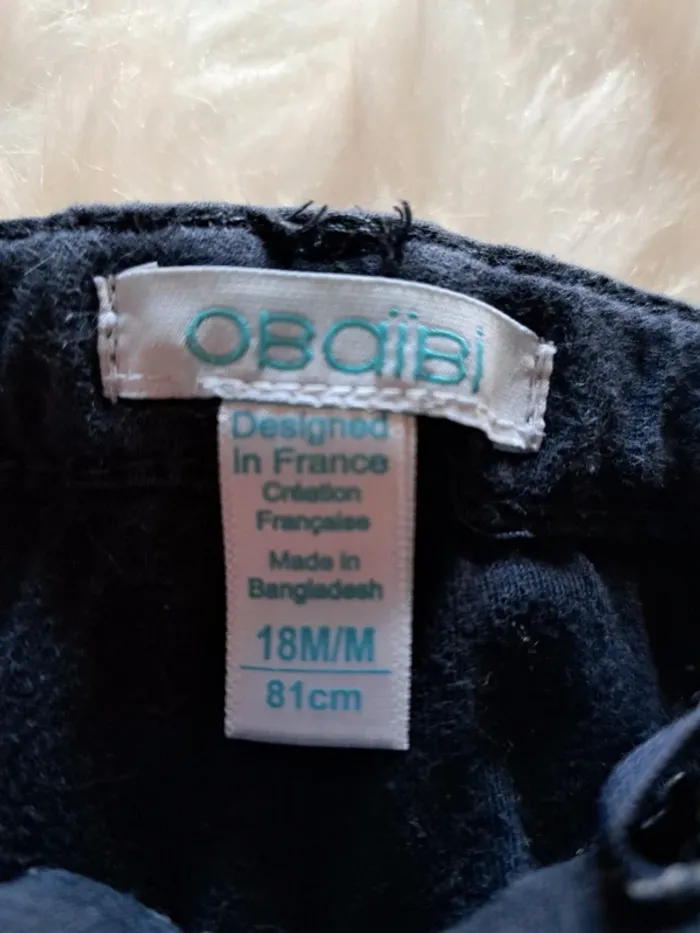 OBaïBi
Designed
in France
Création
Française
Made in
Bangladesh
18M/M
81cm